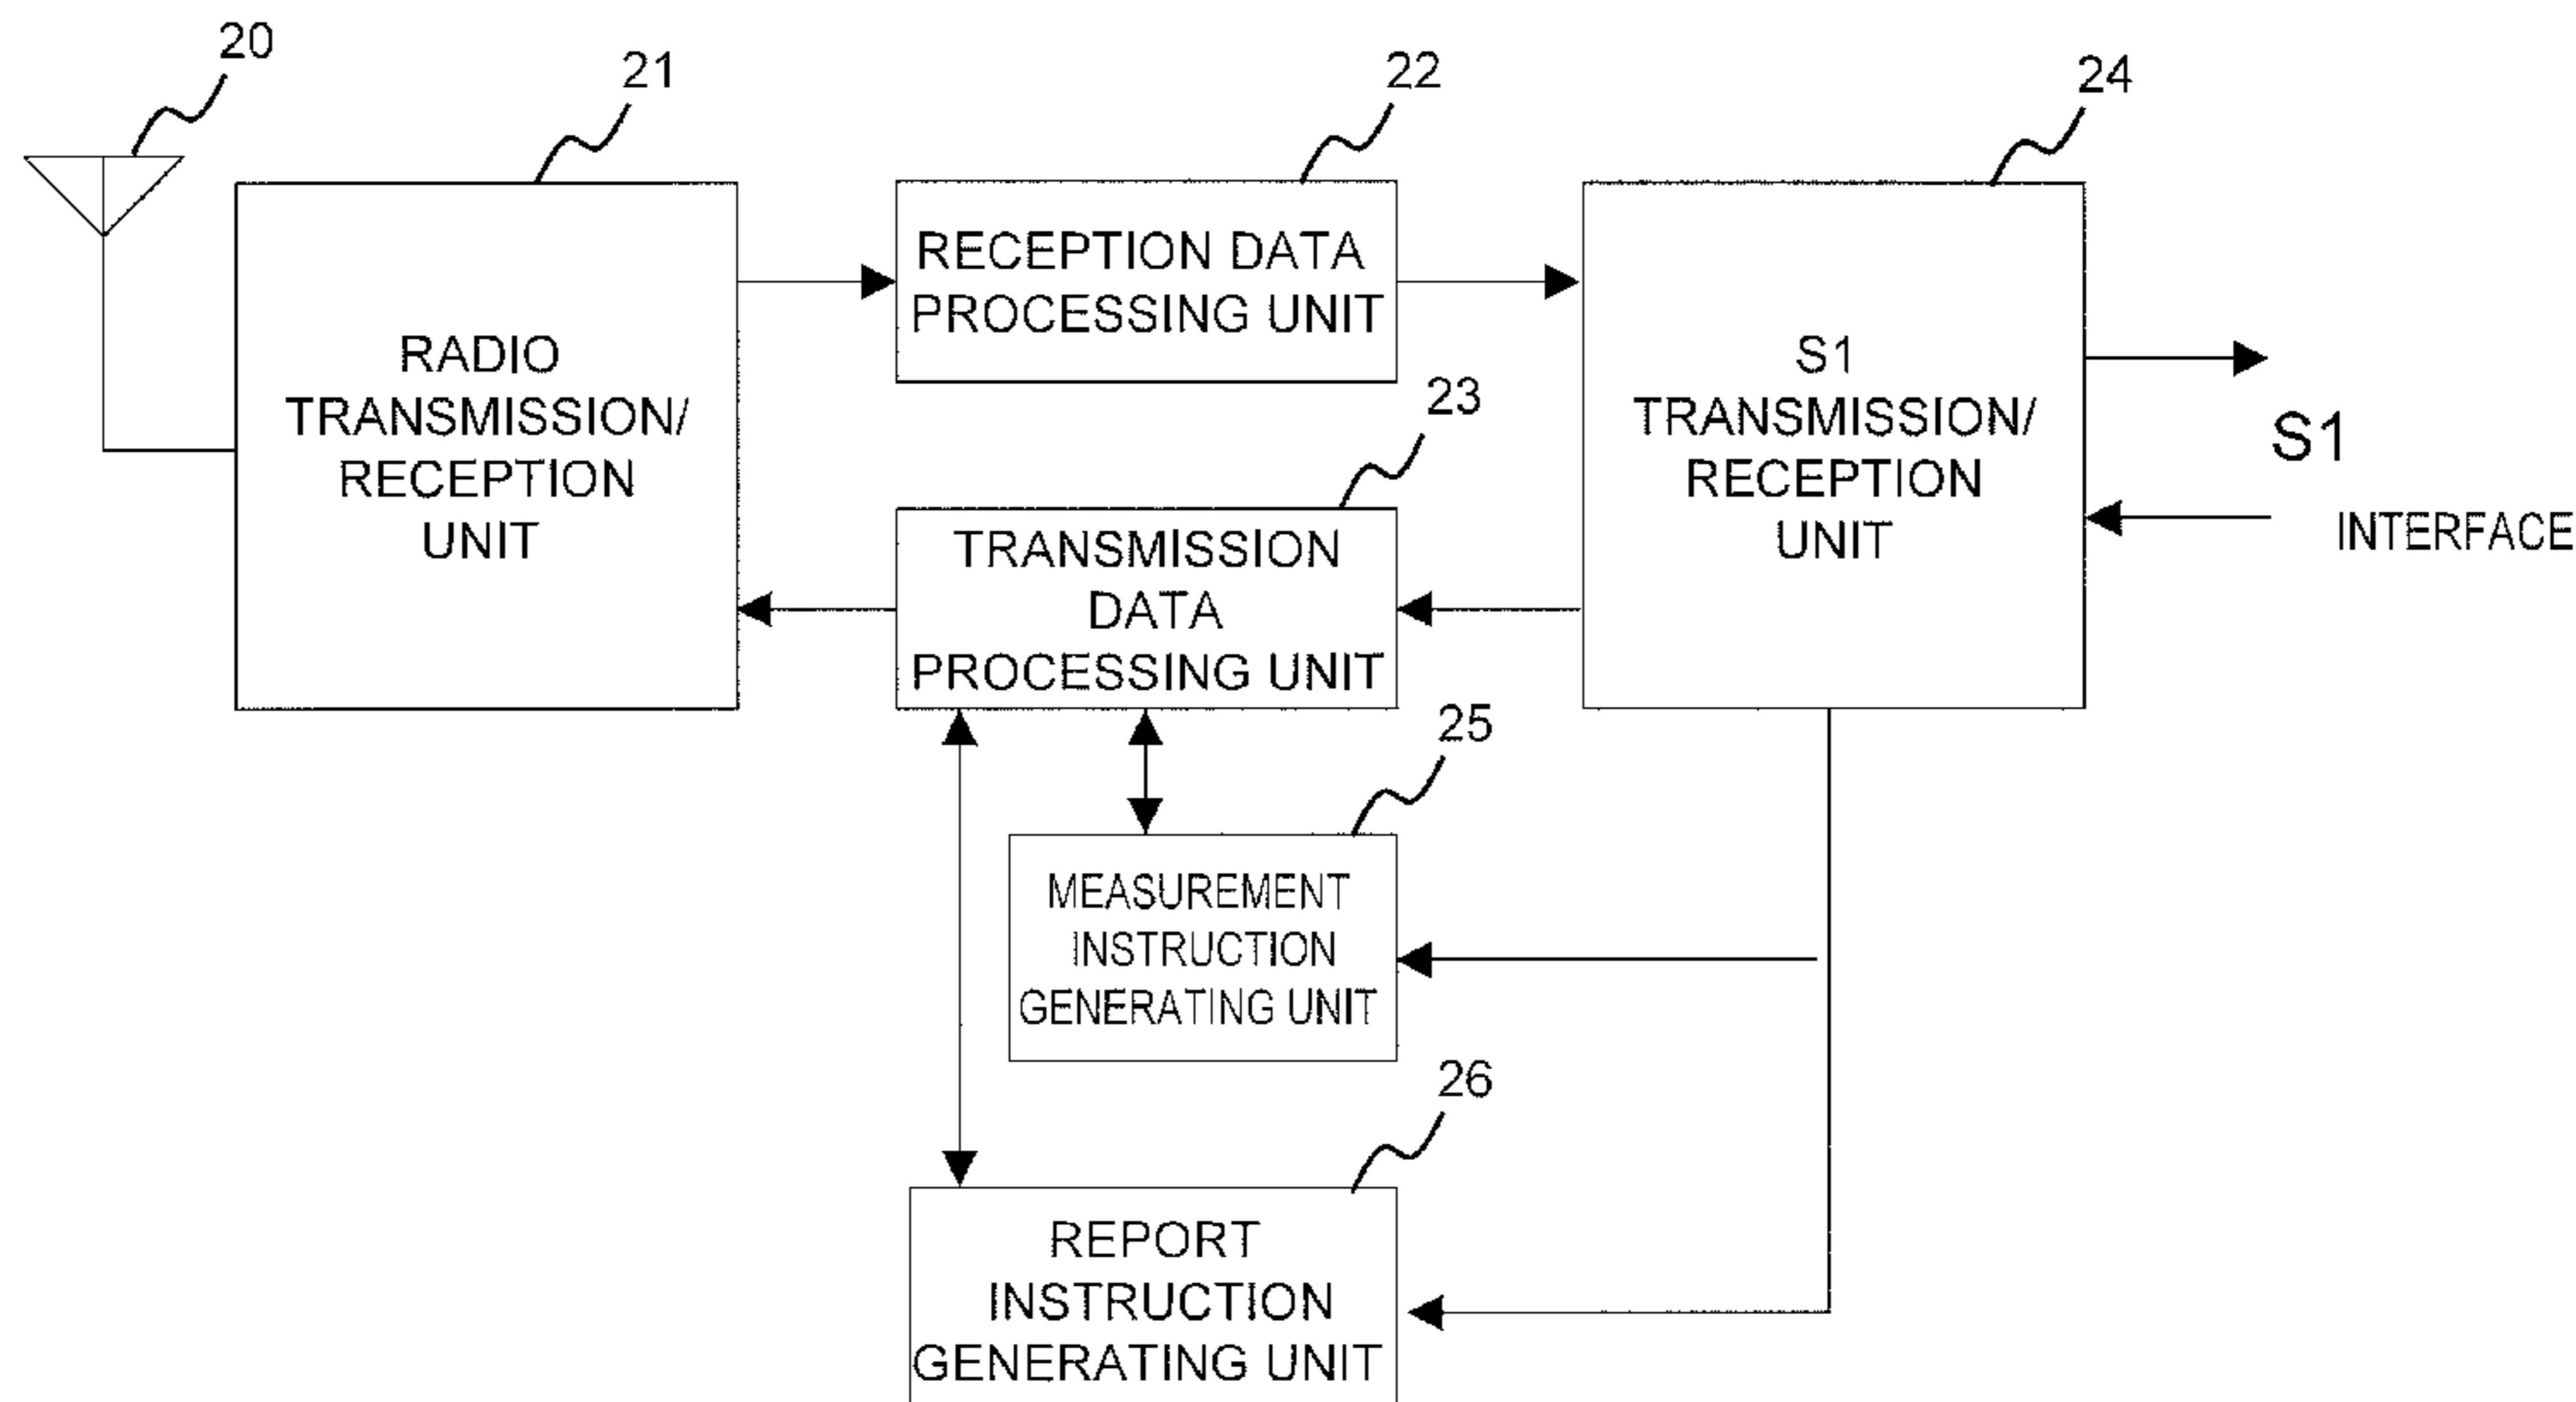 20
21
22
24
RADIO
TRANSMISSION/
RECEPTION
UNIT
RECEPTION DATA
PROCESSING UNIT
S1
TRANSMISSION/
RECEPTION
UNIT
S1
INTERFACE
23
TRANSMISSION
DATA
PROCESSING UNIT
25
MEASUREMENT
INSTRUCTION
GENERATING UNIT
26
REPORT
INSTRUCTION
GENERATING UNIT